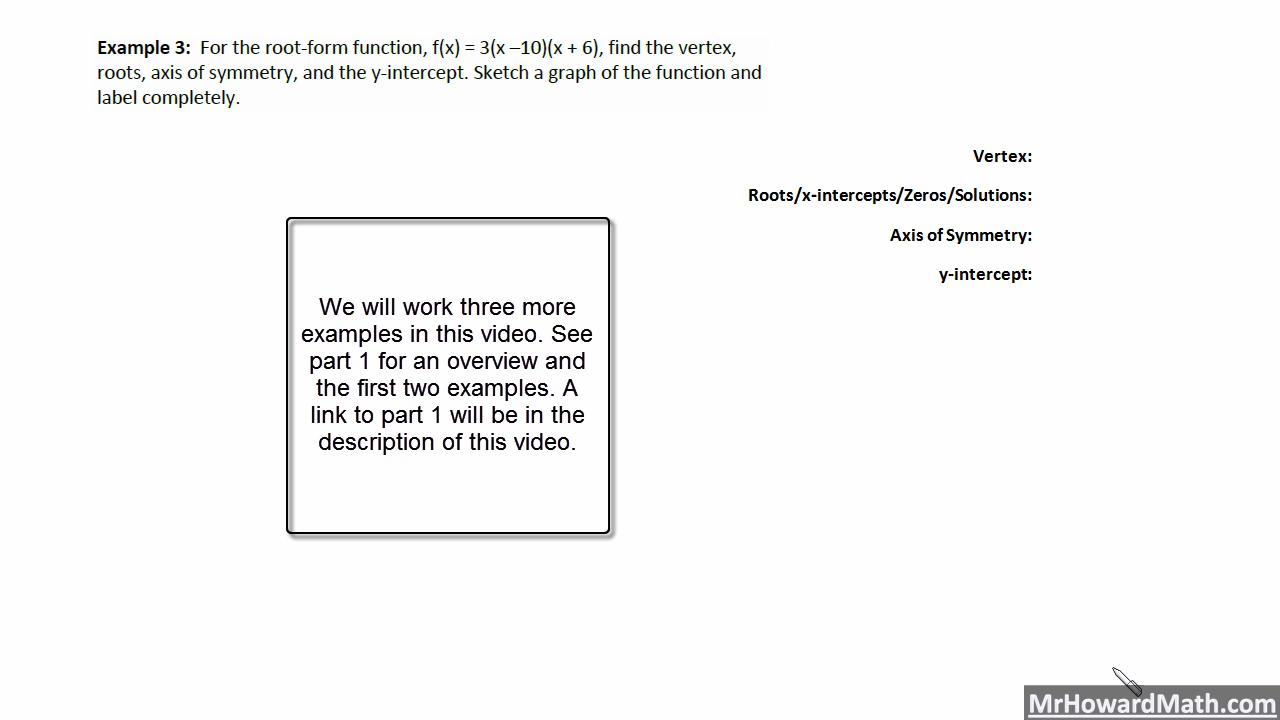 Example 3: For the root-form function, f(x) = 3(x –10)(x + 6), find the vertex,
roots, axis of symmetry, and the y-intercept. Sketch a graph of the function and
label completely.
Vertex:
Roots/x-intercepts/Zeros/Solutions:
Axis of Symmetry:
y-intercept:
We will work three more
examples in this video. See
part 1 for an overview and
the first two examples. A
link to part 1 will be in the
description of this video.
MrHowardMath.com